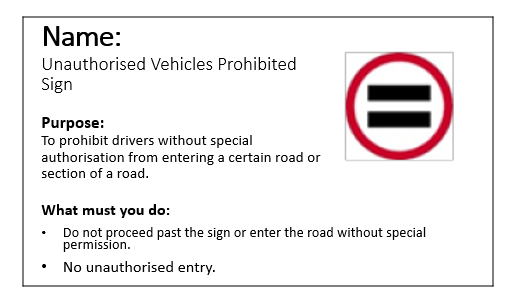 Name:
Unauthorised Vehicles Prohibited
Sign
Purpose:
To prohibit drivers without special
authorisation from entering a certain road or
section of a road.
What must you do:
• Do not proceed past the sign or enter the road without special
permission.
• No unauthorised entry.